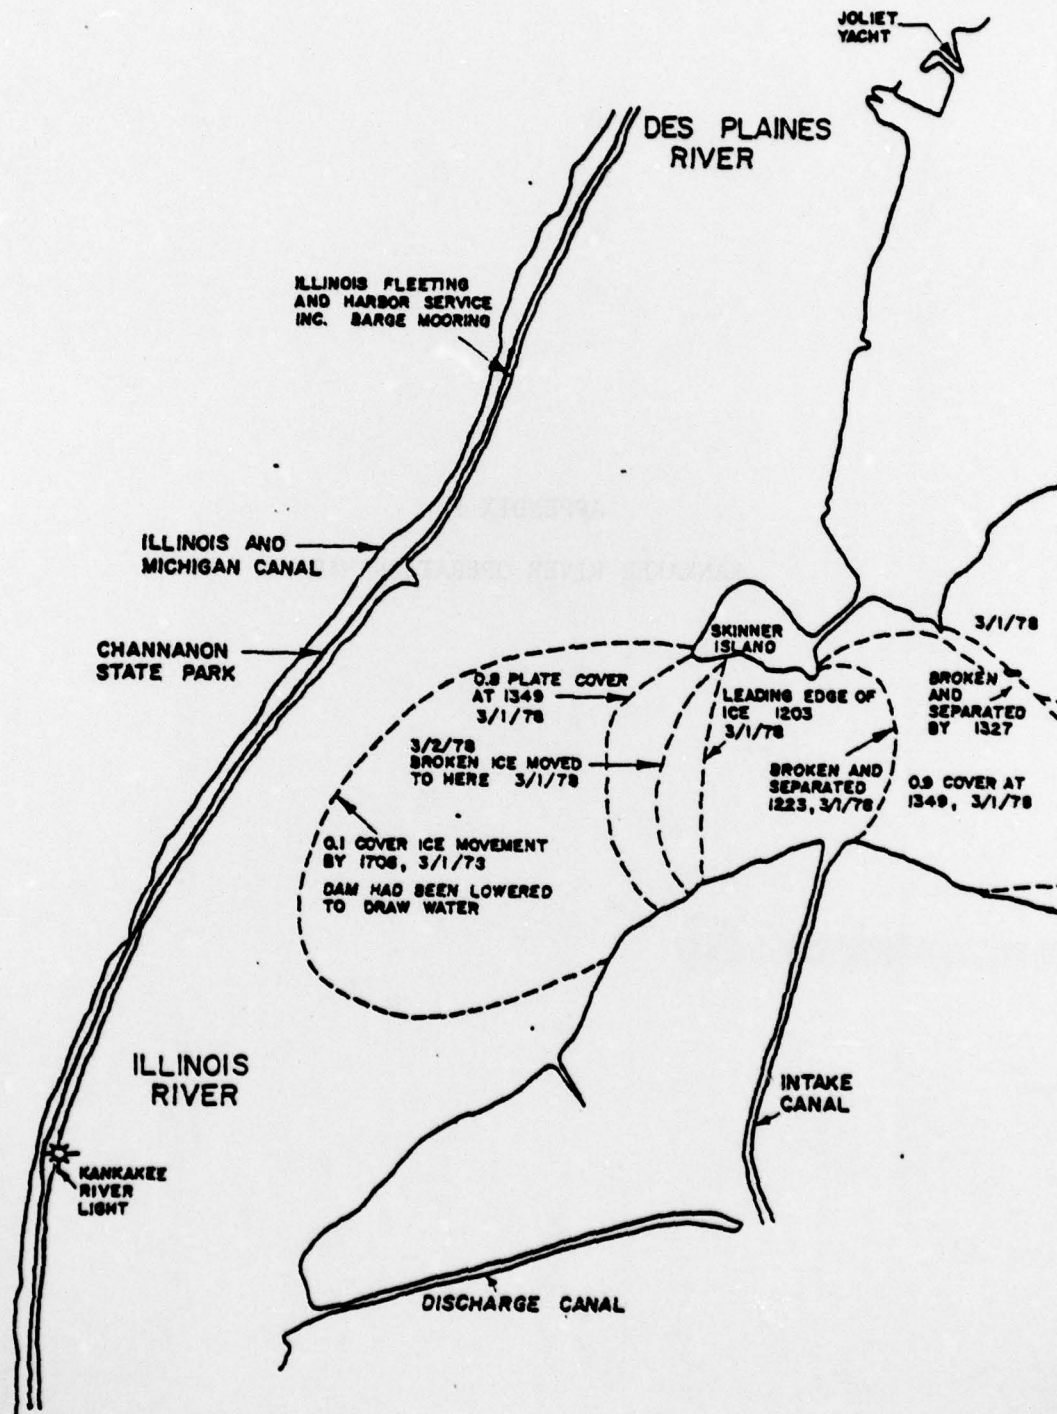 JOLIET
YACHT
DES PLAINES
RIVER
ILLINOIS FLEETING
AND HARBOR SERVICE
INC. BARGE MOORING
ILLINOIS AND
MICHIGAN CANAL
CHANNANON
STATE PARK
SKINNER
ISLAND
3/1/78
0.8 PLATE COVER
AT 1349
3/1/78
LEADING EDGE OF
ICE 1203
3/1/78
BROKEN
AND
SEPARATED
BY 1327
3/2/78
BROKEN ICE MOVED
TO HERE 3/1/78
BROKEN AND
SEPARATED
1223, 3/1/78
0.9 COVER AT
1349, 3/1/78
0.1 COVER ICE MOVEMENT
BY 1708, 3/1/73
DAM HAD BEEN LOWERED
TO DRAW WATER
ILLINOIS
RIVER
INTAKE
CANAL
KANKAKEE
RIVER
LIGHT
DISCHARGE CANAL